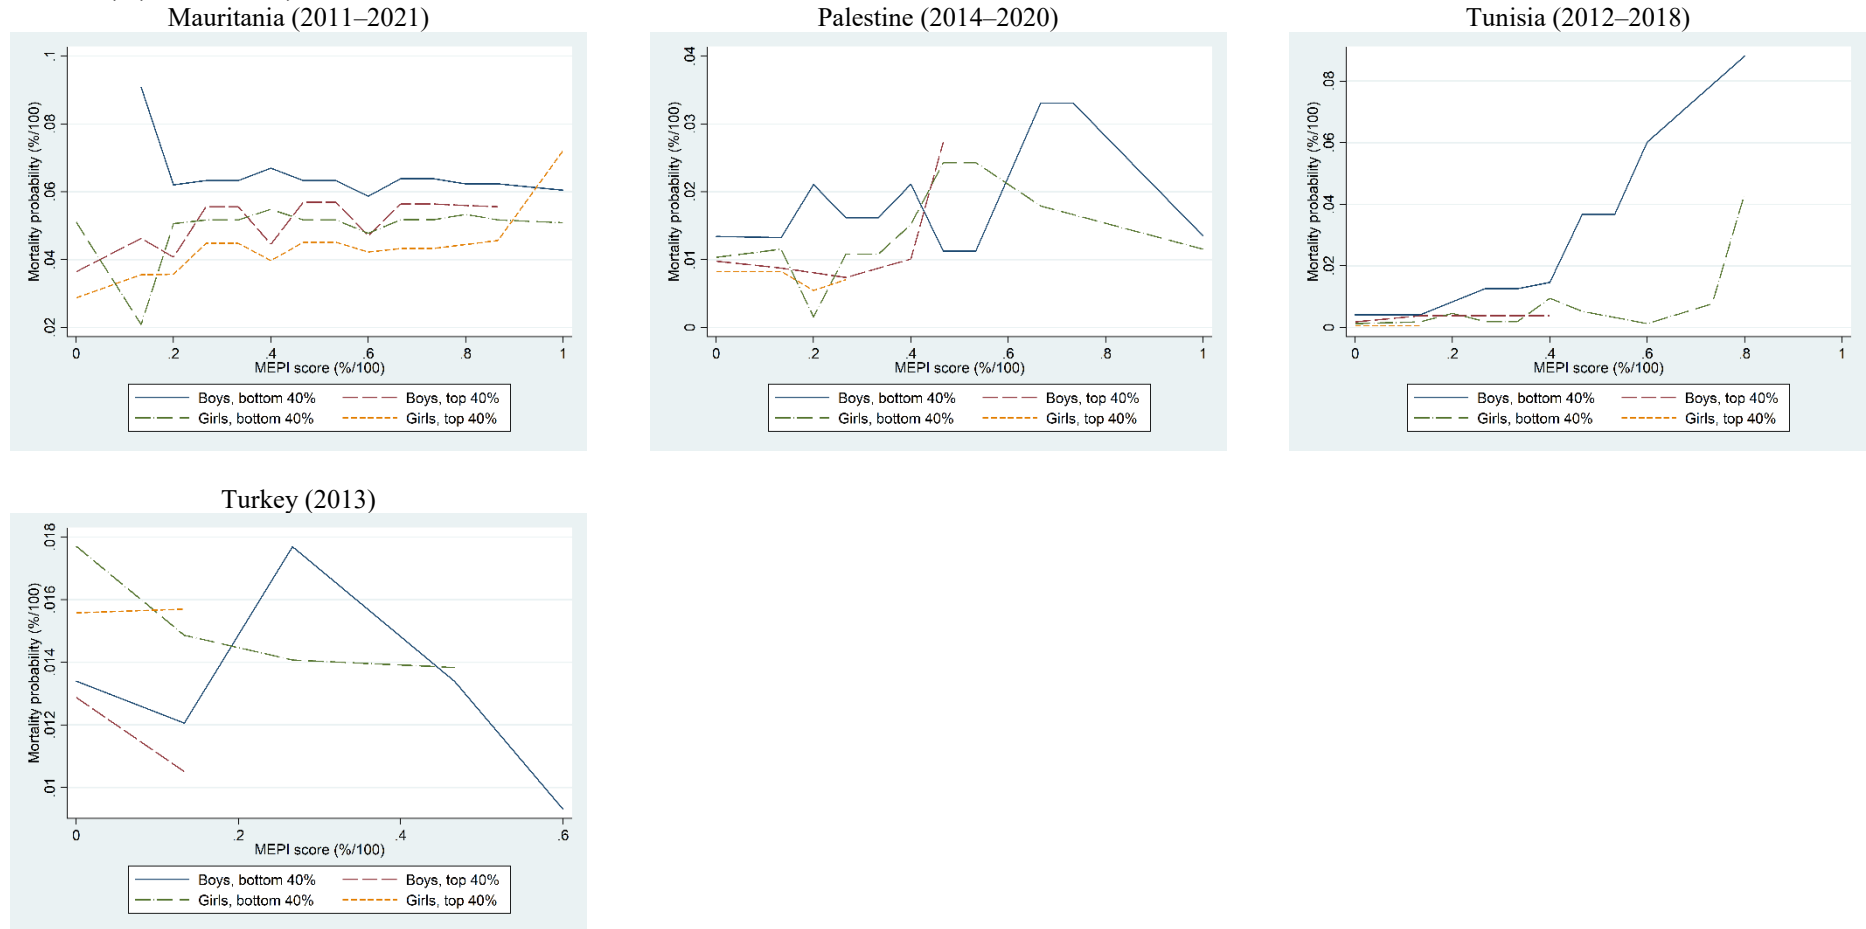 Mauritania (2011–2021)
Mortality probability (%/100)
.1
.08
.06
.04
.02
0 .2 .4 .6 .8 1
MEPI score (%/100)
Boys, bottom 40% Boys, top 40%
Girls, bottom 40% Girls, top 40%
Palestine (2014–2020)
Mortality probability (%/100)
.04
.03
.02
.01
0
0 .2 .4 .6 .8 1
MEPI score (%/100)
Boys, bottom 40% Boys, top 40%
Girls, bottom 40% Girls, top 40%
Tunisia (2012–2018)
Mortality probability (%/100)
.08
.06
.04
.02
0
0 .2 .4 .6 .8 1
MEPI score (%/100)
Boys, bottom 40% Boys, top 40%
Girls, bottom 40% Girls, top 40%
Turkey (2013)
Mortality probability (%/100)
.018
.016
.014
.012
.01
0 .2 .4 .6
MEPI score (%/100)
Boys, bottom 40% Boys, top 40%
Girls, bottom 40% Girls, top 40%